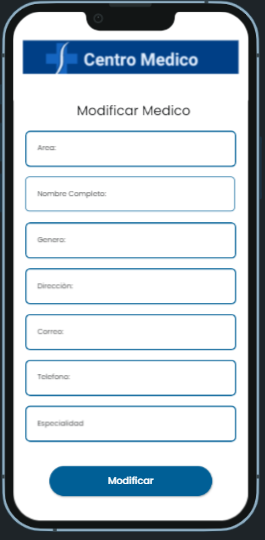 Centro Medico
Modificar Medico
Area:
Nombre Completo:
Genero:
Dirección:
Correo:
Telefono:
Especialidad
Modificar